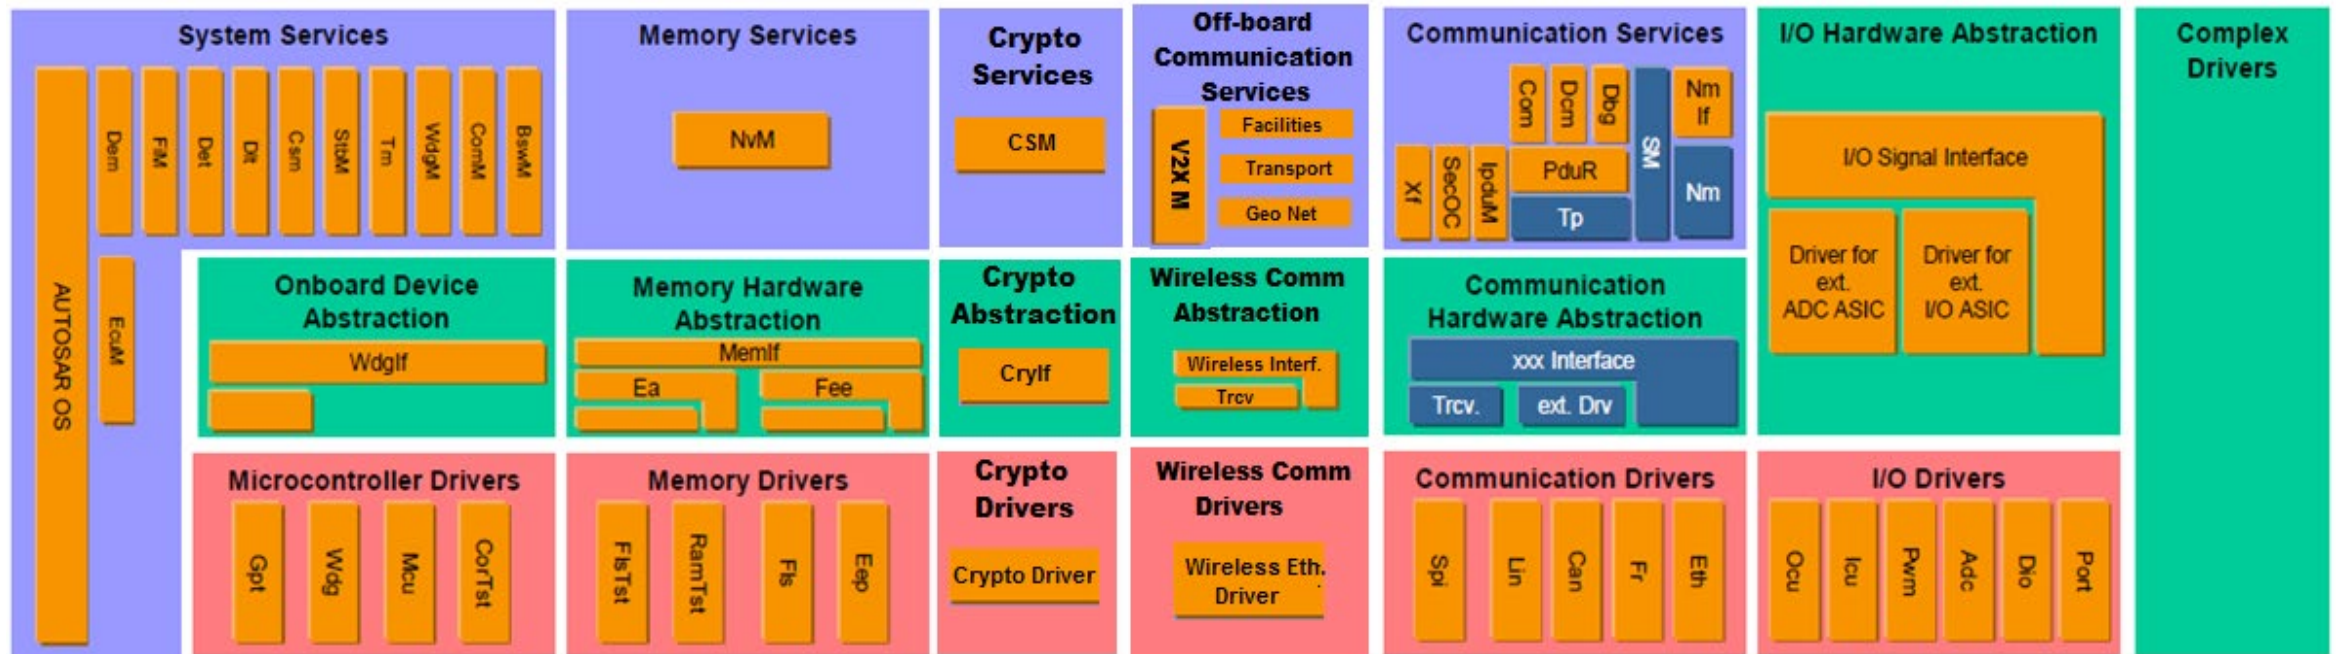 System Services
AUTOSAR OS
Dem
FiM
Det
Dlt
Csm
StbM
Tm
WdgM
ComM
BswM
EcuM
Memory Services
NvM
Crypto
Services
CSM
Off-board
Communication
Services
V2X M
Facilities
Transport
Geo Net
Communication Services
Xf
SecOC
IpduM
Com
Dcm
Dbg
PduR
Tp
SM
Nm
If
Nm
I/O Hardware Abstraction
I/O Signal Interface
Driver for
ext.
ADC ASIC
Driver for
ext.
I/O ASIC
Complex
Drivers
Onboard Device
Abstraction
WdgIf
Memory Hardware
Abstraction
MemIf
Ea
Fee
Crypto
Abstraction
CryIf
Wireless Comm
Abstraction
Wireless Interf.
Trcv
Communication
Hardware Abstraction
xxx Interface
Trcv.
ext. Drv
Microcontroller Drivers
Gpt
Wdg
Mcu
CorTst
Memory Drivers
FlsTst
RamTst
Fls
Eep
Crypto
Drivers
Crypto Driver
Wireless Comm
Drivers
Wireless Eth.
Driver
Communication Drivers
Spi
Lin
Can
Fr
Eth
I/O Drivers
Ocu
Icu
Pwm
Adc
Dio
Port